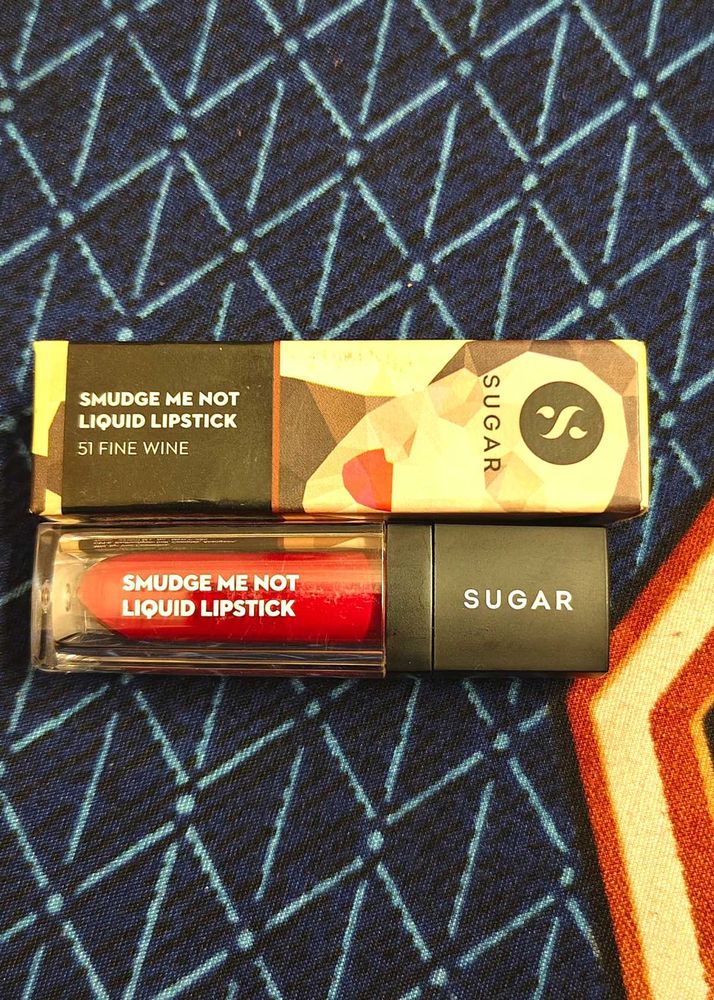 SMUDGE ME NOT
LIQUID LIPSTICK
51 FINE WINE
SUGAR
SMUDGE ME NOT
LIQUID LIPSTICK
SUGAR